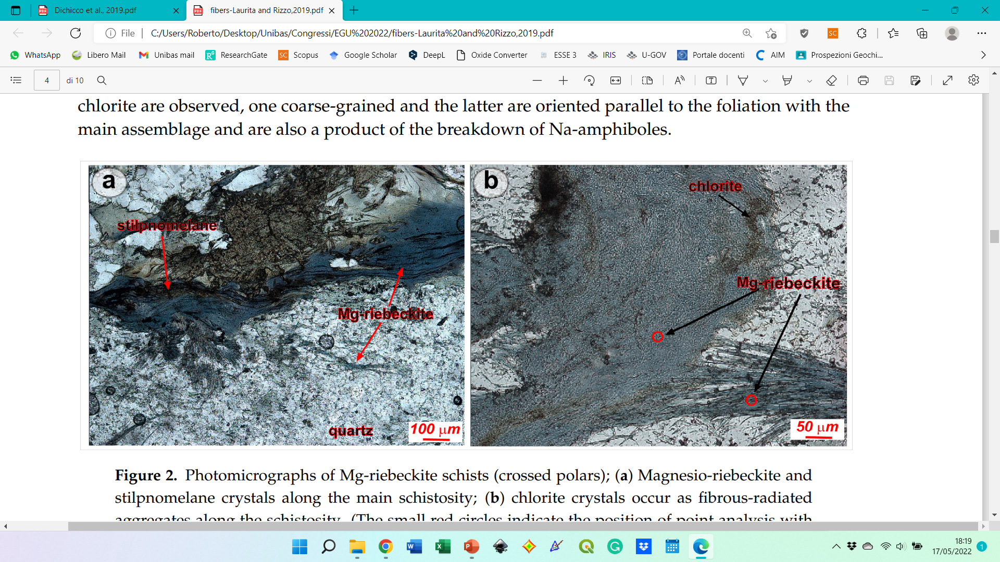 Dichicco et al., 2019.pdf
fibers-Laurita and Rizzo,2019.pdf
File
C:/Users/Roberto/Desktop/Unibas/Congressi/EGU%202022/fibers-Laurita%20and%20Rizzo,2019.pdf
SC
WhatsApp
Libero Mail
Unibas mail
ResearchGate
Scopus
Google Scholar
DeepL
Oxide Converter
ESSE 3
IRIS
U-GOV
Portale docenti
AIM
Prospezioni Geochi...
4
di 10
chlorite are observed, one coarse-grained and the latter are oriented parallel to the foliation with the
main assemblage and are also a product of the breakdown of Na-amphiboles.
a
stilpnomelane
Mg-riebeckite
quartz
100 μm
b
chlorite
Mg-riebeckite
50 μm
Figure 2. Photomicrographs of Mg-riebeckite schists (crossed polars); (a) Magnesio-riebeckite and
stilpnomelane crystals along the main schistosity; (b) chlorite crystals occur as fibrous-radiated
aggregates along the schistosity. (The small red circles indicate the position of point analysis with
18:19
17/05/2022
1